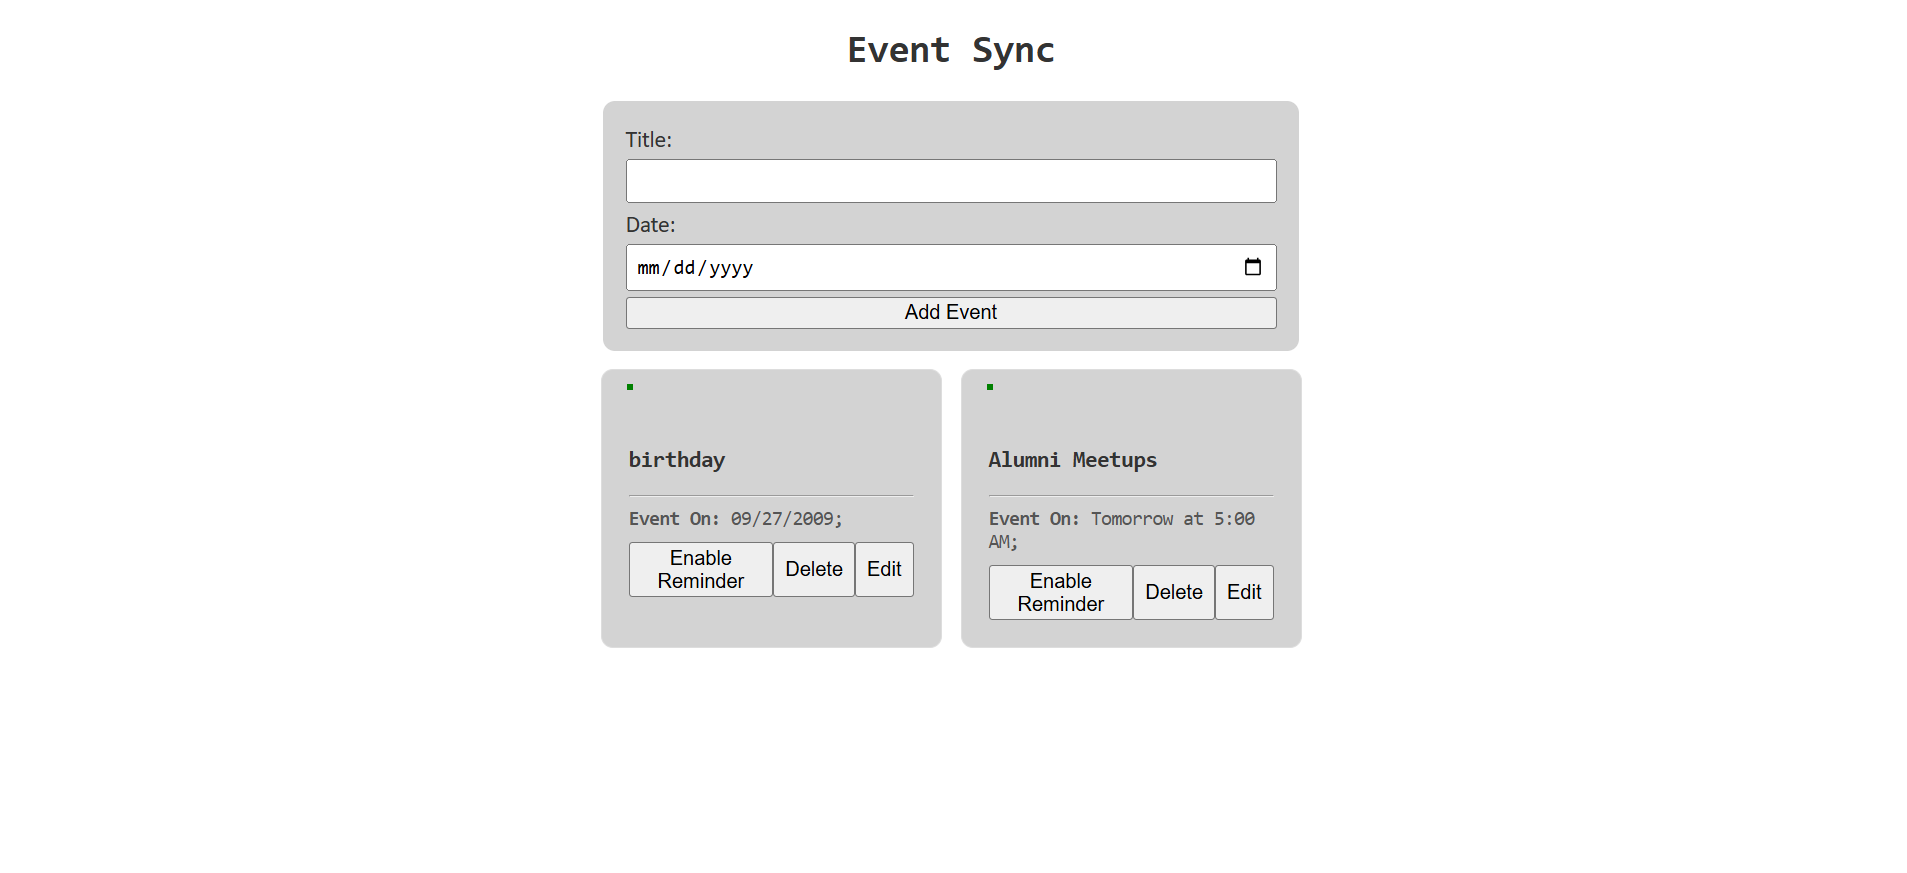 Event Sync
Title:
Date:
mm/dd/yyyy
Add Event
birthday
Event On: 09/27/2009;
Enable
Reminder
Delete
Edit
Alumni Meetups
Event On: Tomorrow at 5:00
AM;
Enable
Reminder
Delete
Edit